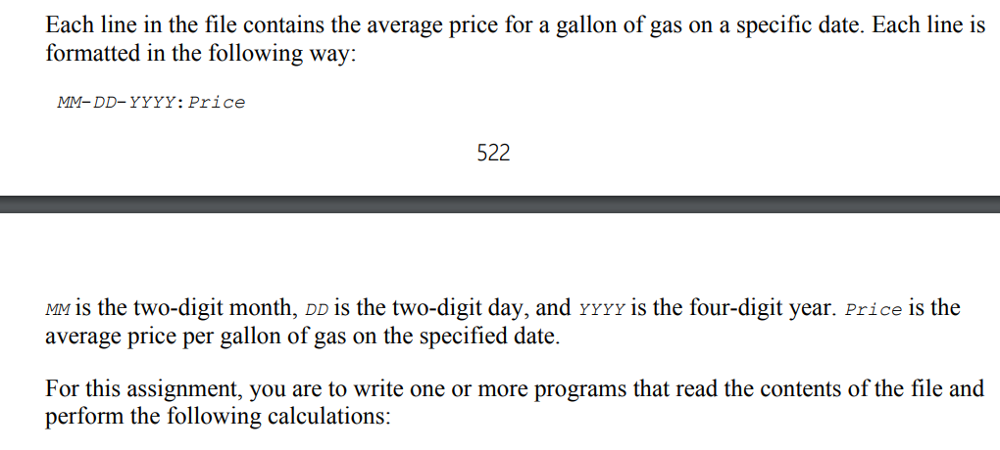 Each line in the file contains the average price for a gallon of gas on a specific date. Each line is
formatted in the following way:
MM-DD-YYYY:Price
522
MM is the two-digit month, DD is the two-digit day, and YYYY is the four-digit year. Price is the
average price per gallon of gas on the specified date.
For this assignment, you are to write one or more programs that read the contents of the file and
perform the following calculations: